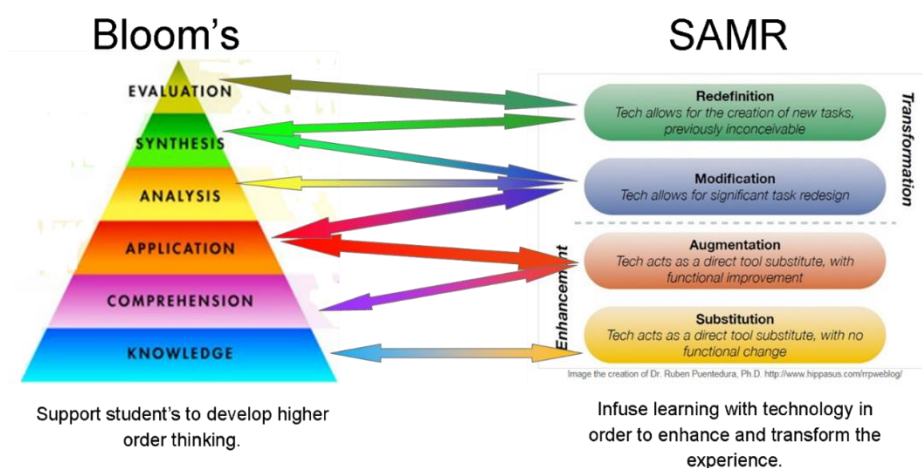 Bloom's
SAMR
EVALUATION
SYNTHESIS
ANALYSIS
APPLICATION
COMPREHENSION
KNOWLEDGE
Support student's to develop higher
order thinking.
Redefinition
Tech allows for the creation of new tasks,
previously inconceivable
Modification
Tech allows for significant task redesign
Transformation
Augmentation
Tech acts as a direct tool substitute, with
functional improvement
Substitution
Tech acts as a direct tool substitute, with no
functional change
Enhancement
Image the creation of Dr. Ruben Puentedura, Ph.D. http://www.hippasus.com/rrpweblog/
Infuse learning with technology in
order to enhance and transform the
experience.